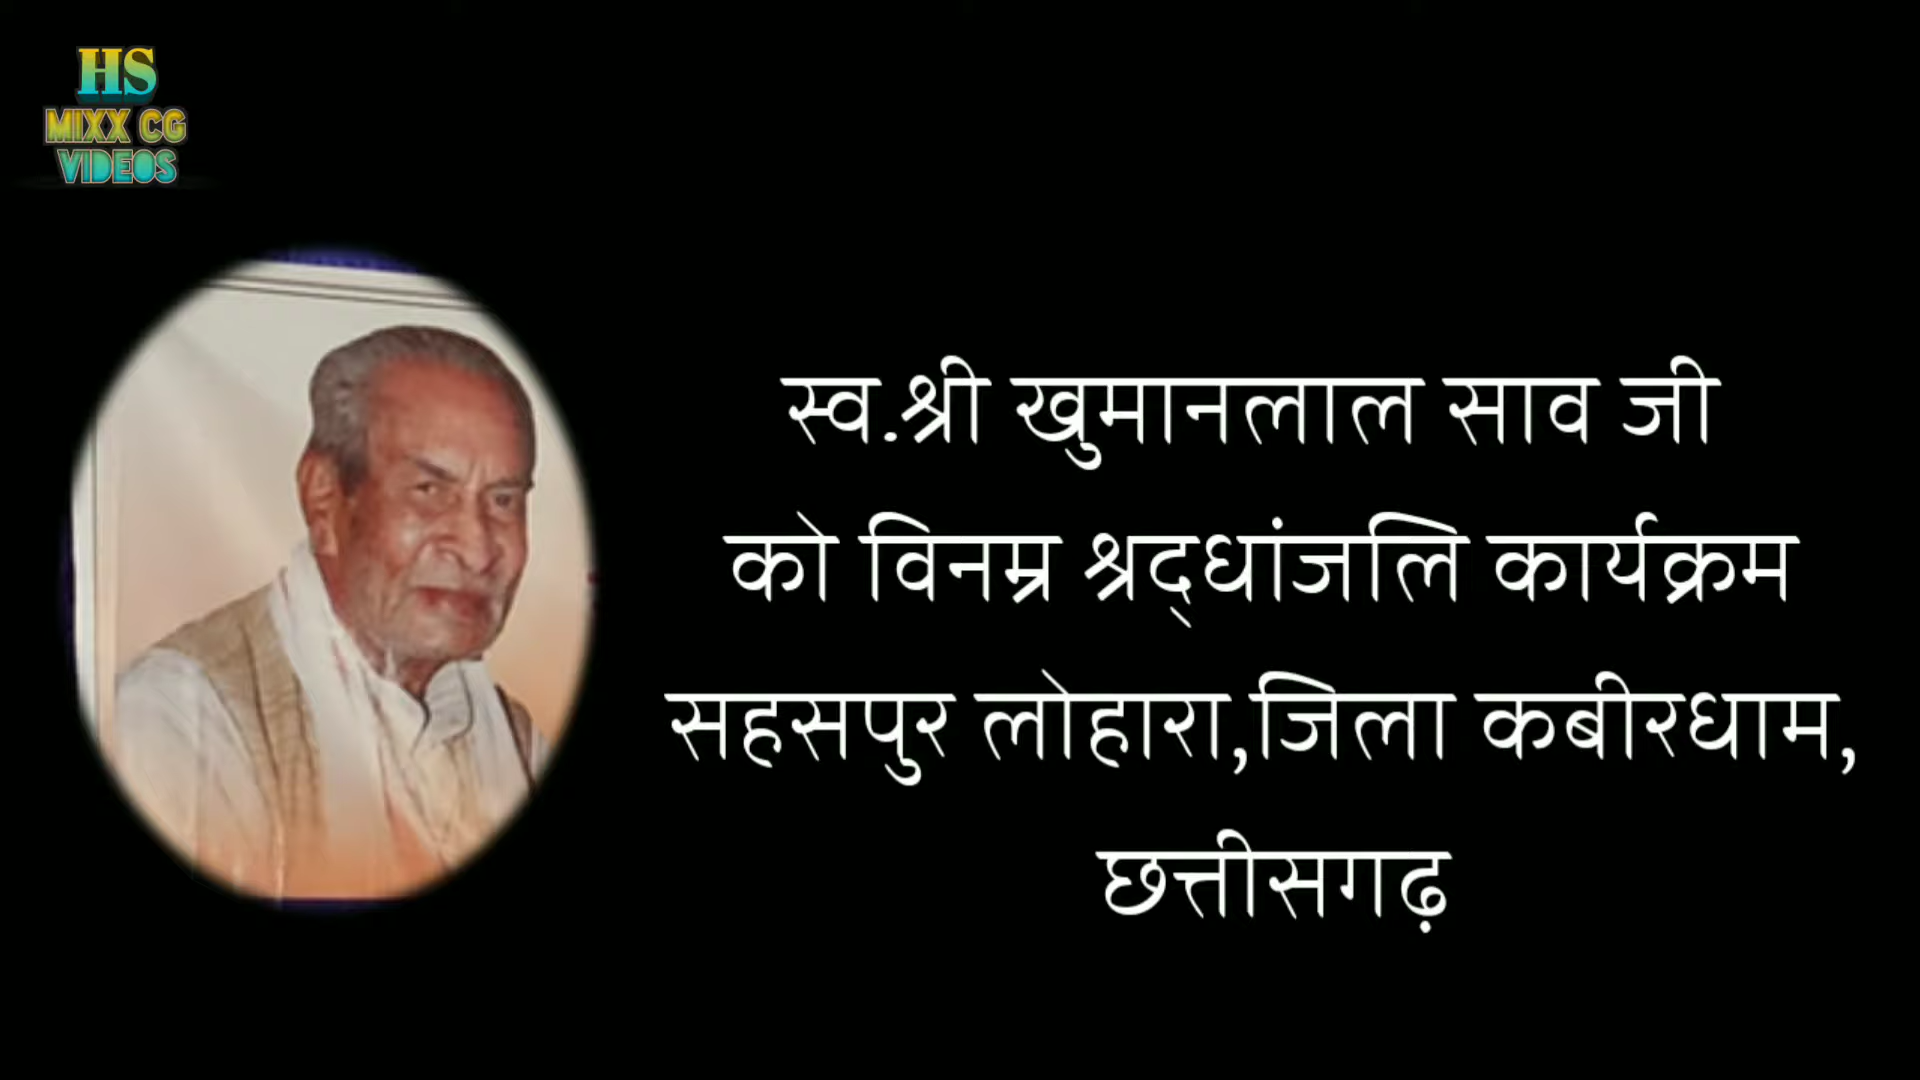 HS
MIXX CG
VIDEOS
स्व.श्री खुमानलाल साव जी
को विनम्र श्रद्‌धांजलि कार्यक्रम
सहसपुर लोहारा,जिला कबीरधाम,
छत्तीसगढ़